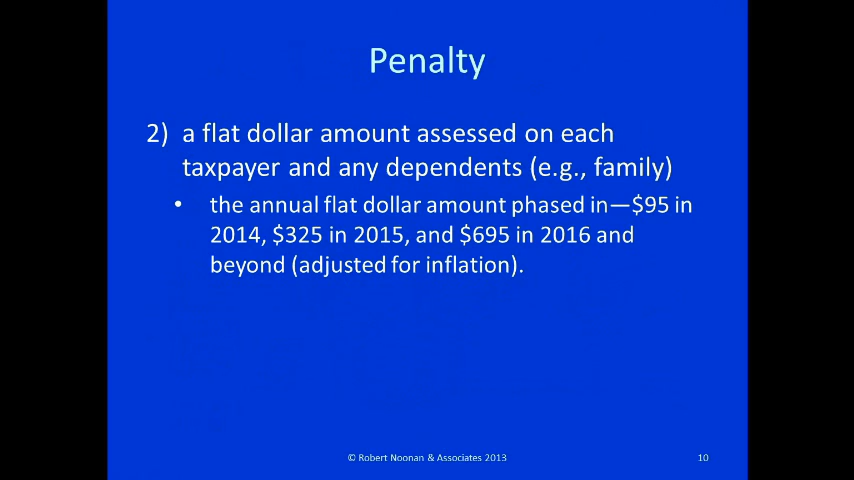 Penalty
2) a flat dollar amount assessed on each
taxpayer and any dependents (e.g., family)
• the annual flat dollar amount phased in—$95 in
2014, $325 in 2015, and $695 in 2016 and
beyond (adjusted for inflation).
© Robert Noonan & Associates 2013
10